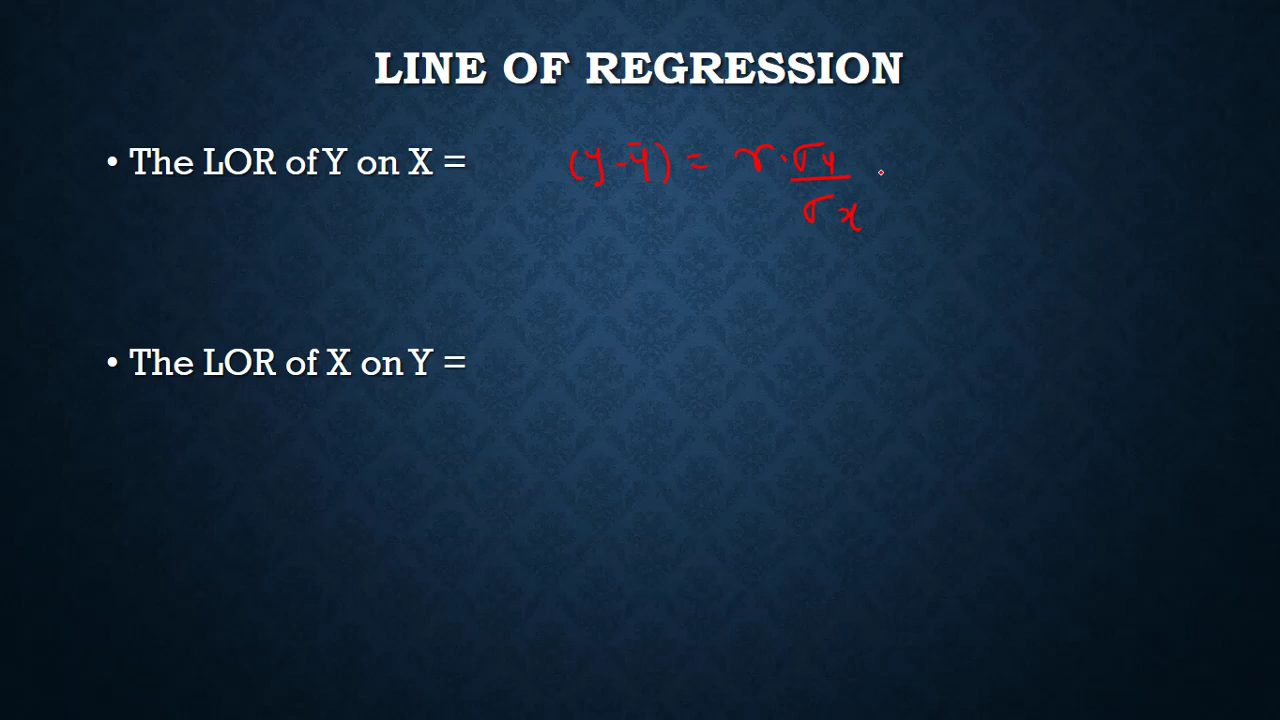 LINE OF REGRESSION
• The LOR of Y on X = (y - ȳ) = r · σy / σx
• The LOR of X on Y =